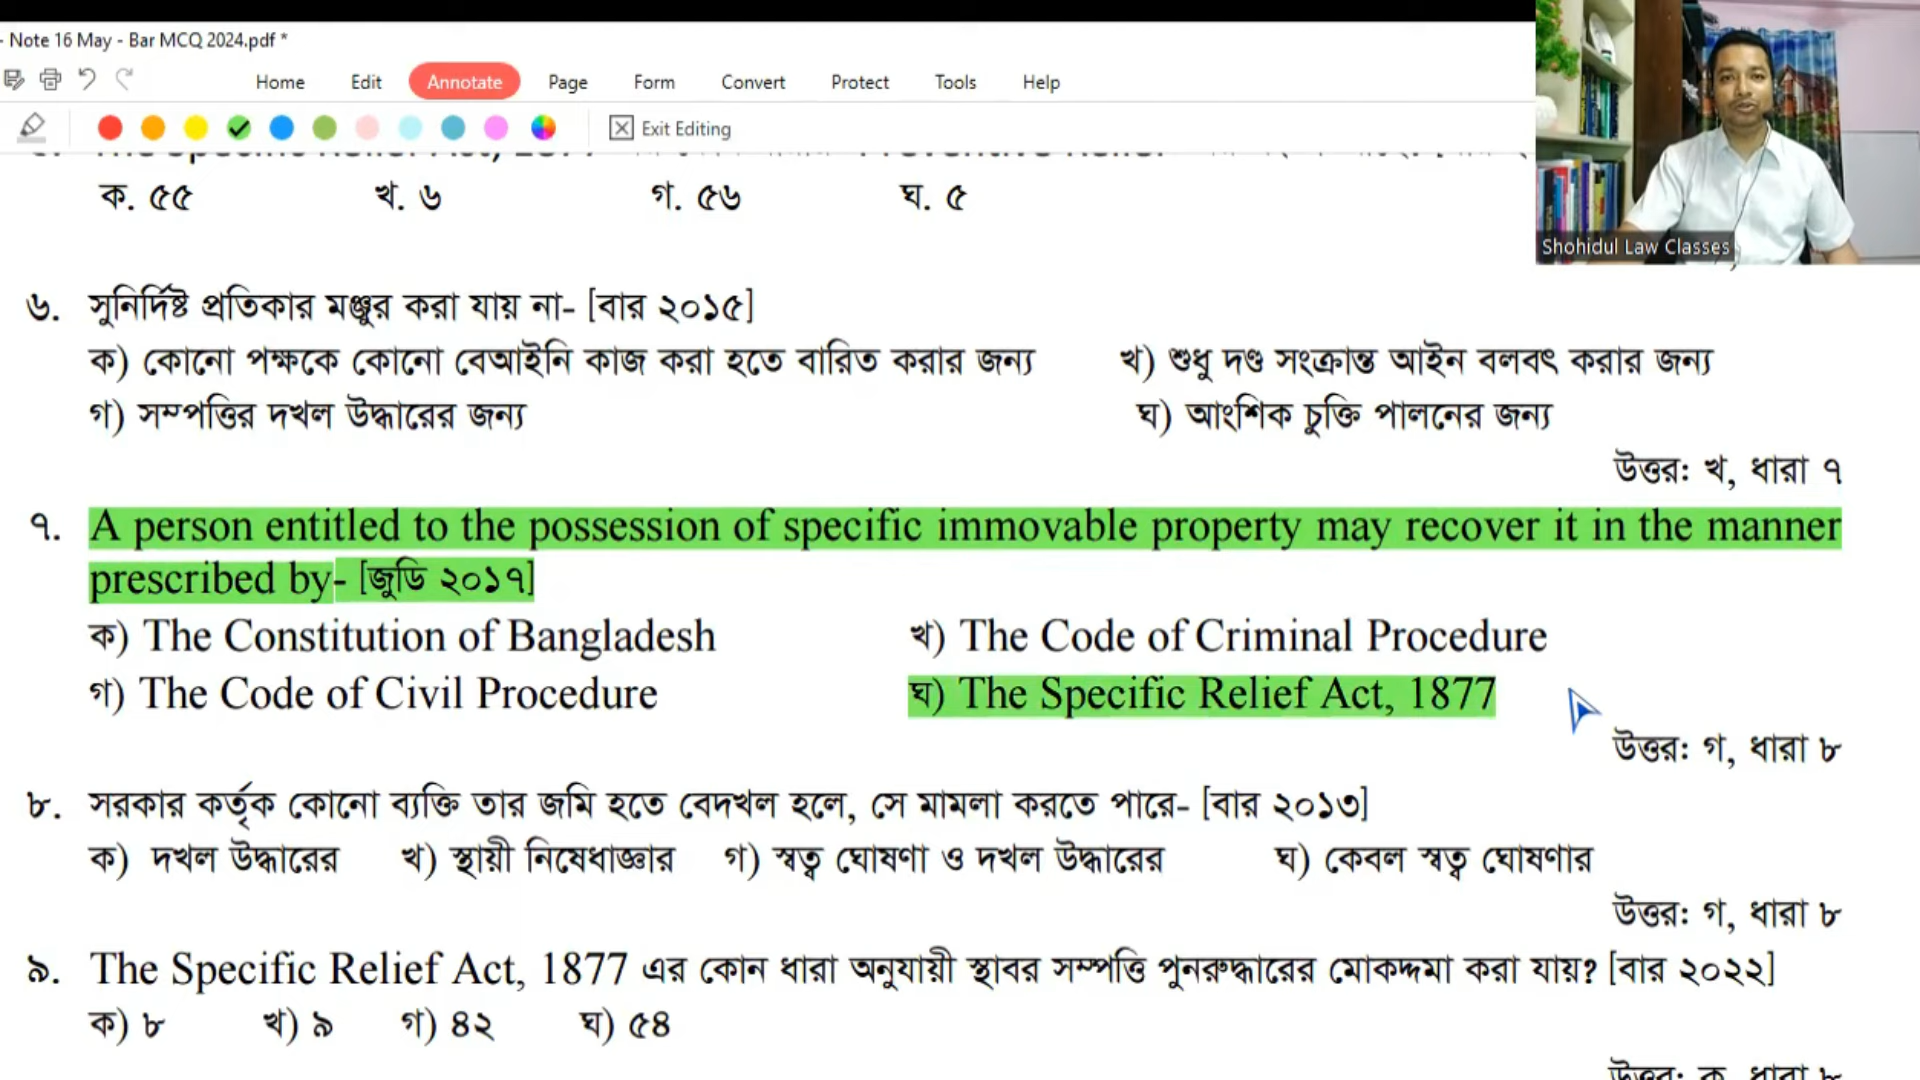 - Note 16 May - Bar MCQ 2024.pdf *
Home Edit Annotate Page Form Convert Protect Tools Help
Exit Editing
ক. ৫৫ খ. ৬ গ. ৫৬ ঘ. ৫
Shohidul Law Classes
৬. সুনির্দিষ্ট প্রতিকার মঞ্জুর করা যায় না- [বার ২০১৫]
ক) কোনো পক্ষকে কোনো বেআইনি কাজ করা হতে বারিত করার জন্য খ) শুধু দণ্ড সংক্রান্ত আইন বলবৎ করার জন্য
গ) সম্পত্তির দখল উদ্ধারের জন্য ঘ) আংশিক চুক্তি পালনের জন্য
উত্তর: খ, ধারা ৭
৭. A person entitled to the possession of specific immovable property may recover it in the manner
prescribed by- [জুডি ২০১৭]
ক) The Constitution of Bangladesh খ) The Code of Criminal Procedure
গ) The Code of Civil Procedure ঘ) The Specific Relief Act, 1877
উত্তর: গ, ধারা ৮
৮. সরকার কর্তৃক কোনো ব্যক্তি তার জমি হতে বেদখল হলে, সে মামলা করতে পারে- [বার ২০১৩]
ক) দখল উদ্ধারের খ) স্থায়ী নিষেধাজ্ঞার গ) স্বত্ব ঘোষণা ও দখল উদ্ধারের ঘ) কেবল স্বত্ব ঘোষণার
উত্তর: গ, ধারা ৮
৯. The Specific Relief Act, 1877 এর কোন ধারা অনুযায়ী স্থাবর সম্পত্তি পুনরুদ্ধারের মোকদ্দমা করা যায়? [বার ২০২২]
ক) ৮ খ) ৯ গ) ৪২ ঘ) ৫৪
উত্তর: ক, ধারা ৮